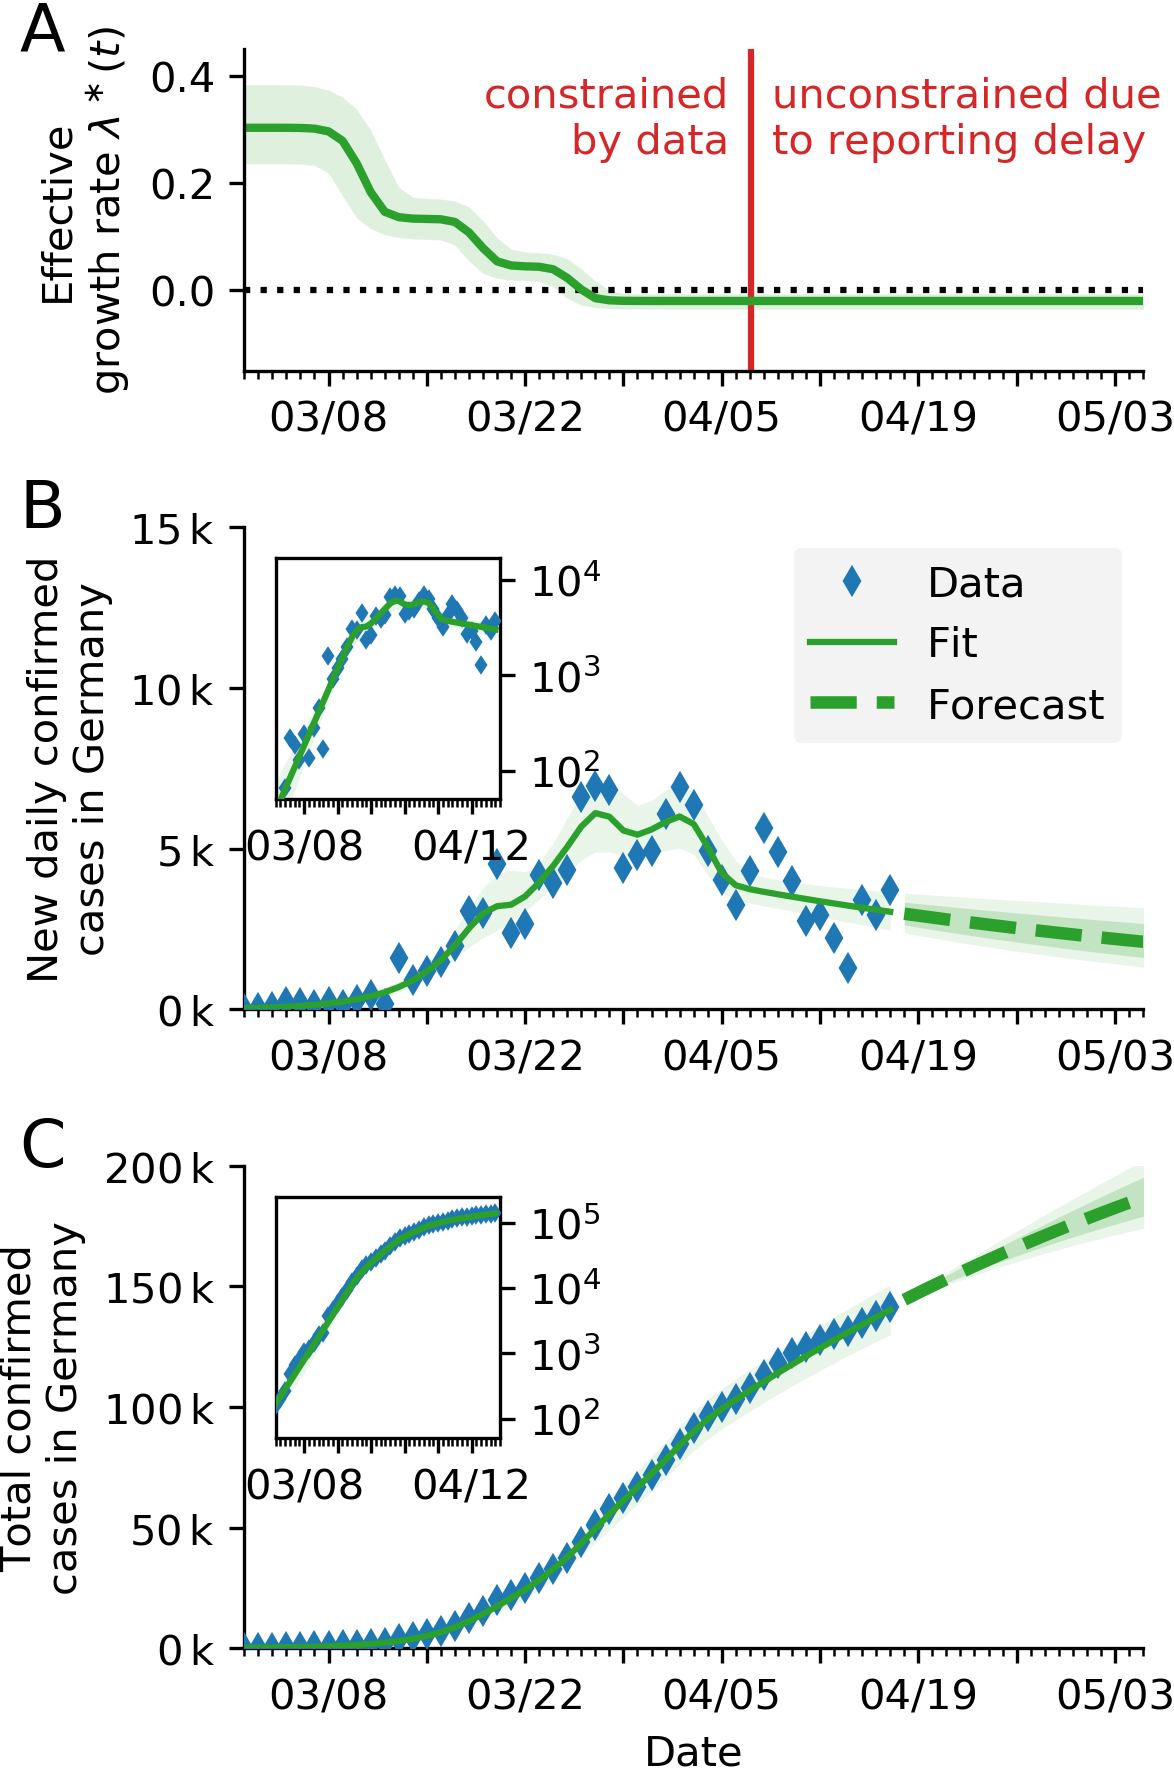 A
Effective
growth rate λ * (t)
0.4
0.2
0.0
constrained
by data
unconstrained due
to reporting delay
03/08
03/22
04/05
04/19
05/03
B
New daily confirmed
cases in Germany
15 k
10 k
5 k
0 k
10⁴
10³
10²
03/08
04/12
Data
Fit
Forecast
03/08
03/22
04/05
04/19
05/03
C
Total confirmed
cases in Germany
200 k
150 k
100 k
50 k
0 k
10⁵
10⁴
10³
10²
03/08
04/12
03/08
03/22
04/05
04/19
05/03
Date